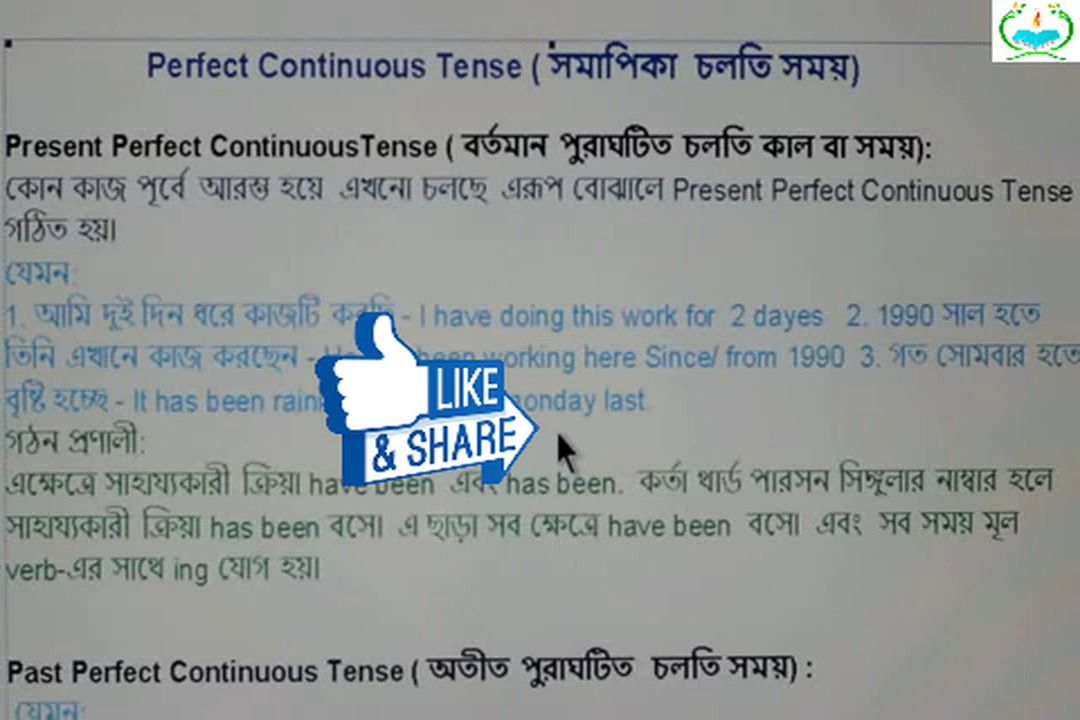 Perfect Continuous Tense ( সমাপিকা চলতি সময়)
Present Perfect ContinuousTense ( বর্তমান পুরাঘটিত চলতি কাল বা সময়):
কোন কাজ পূর্বে আরম্ভ হয়ে এখনো চলছে এরূপ বোঝালে Present Perfect Continuous Tense
গঠিত হয়।
যেমন:
1. আমি দুই দিন ধরে কাজটি - I have doing this work for 2 dayes 2. 1990 সাল হতে
তিনি এখানে কাজ করছেন - working here Since/ from 1990 3. গত সোমবার হতে
বৃষ্টি হচ্ছে - It has been monday last.
LIKE
& SHARE
গঠন প্রণালী:
এক্ষেত্রে সাহায্যকারী ক্রিয়া have been এবং has been. কর্তা থার্ড পারসন সিঙ্গুলার নাম্বার হলে
সাহায্যকারী ক্রিয়া has been বসে। এ ছাড়া সব ক্ষেত্রে have been বসে। এবং সব সময় মূল
verb-এর সাথে ing যোগ হয়।
Past Perfect Continuous Tense ( অতীত পুরাঘটিত চলতি সময়) :
যেমন: